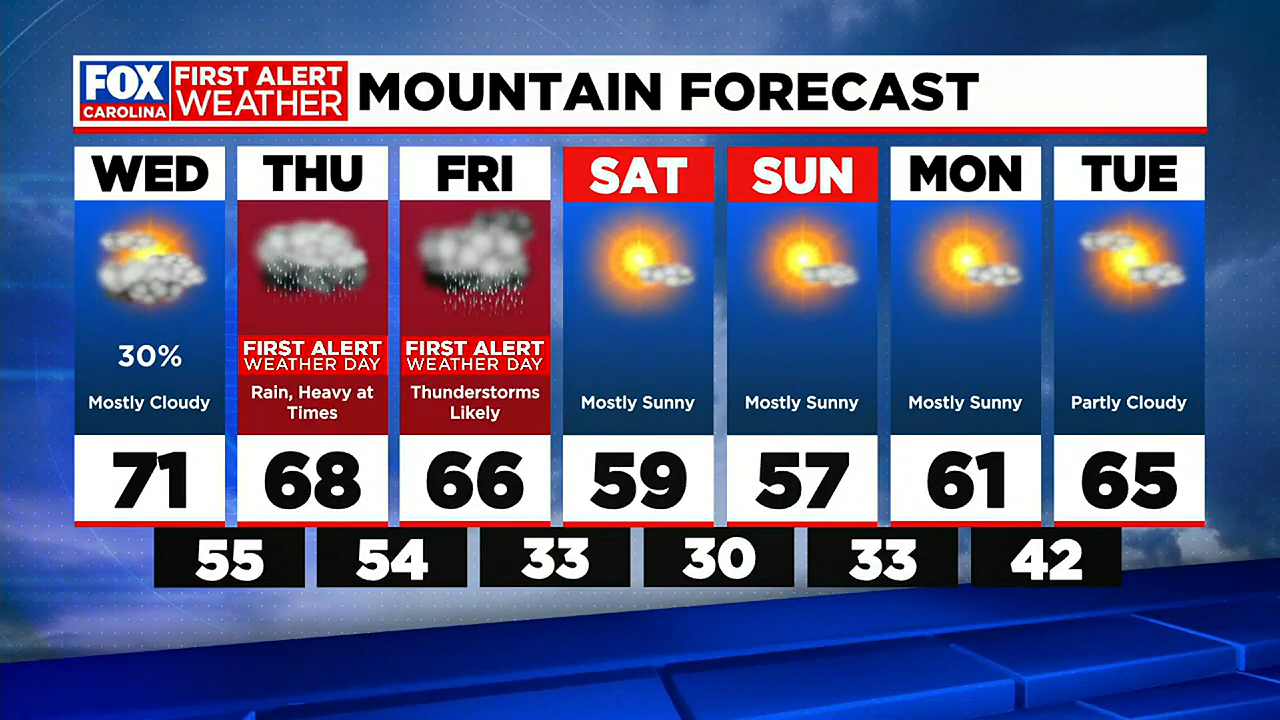 FOX
CAROLINA
FIRST ALERT
WEATHER
MOUNTAIN FORECAST
WED
30%
Mostly Cloudy
71
THU
FIRST ALERT
WEATHER DAY
Rain, Heavy at
Times
68
FRI
FIRST ALERT
WEATHER DAY
Thunderstorms
Likely
66
SAT
Mostly Sunny
59
SUN
Mostly Sunny
57
MON
Mostly Sunny
61
TUE
Partly Cloudy
65
55
54
33
30
33
42